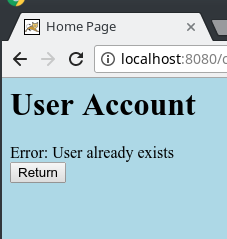 Home Page
localhost:8080/
User Account
Error: User already exists
Return